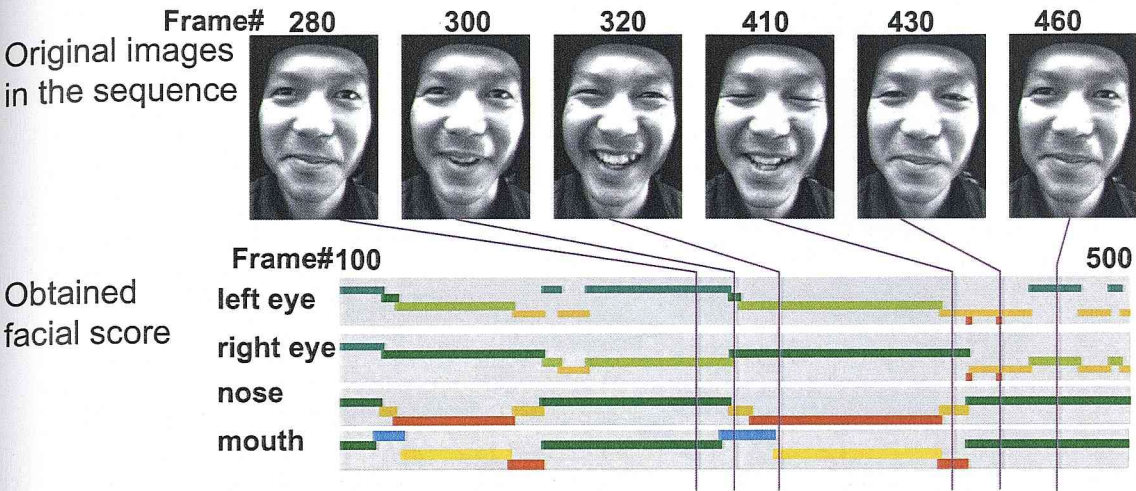 Frame# 280 300 320 410 430 460
Original images
in the sequence
Frame#100 500
Obtained
facial score
left eye
right eye
nose
mouth